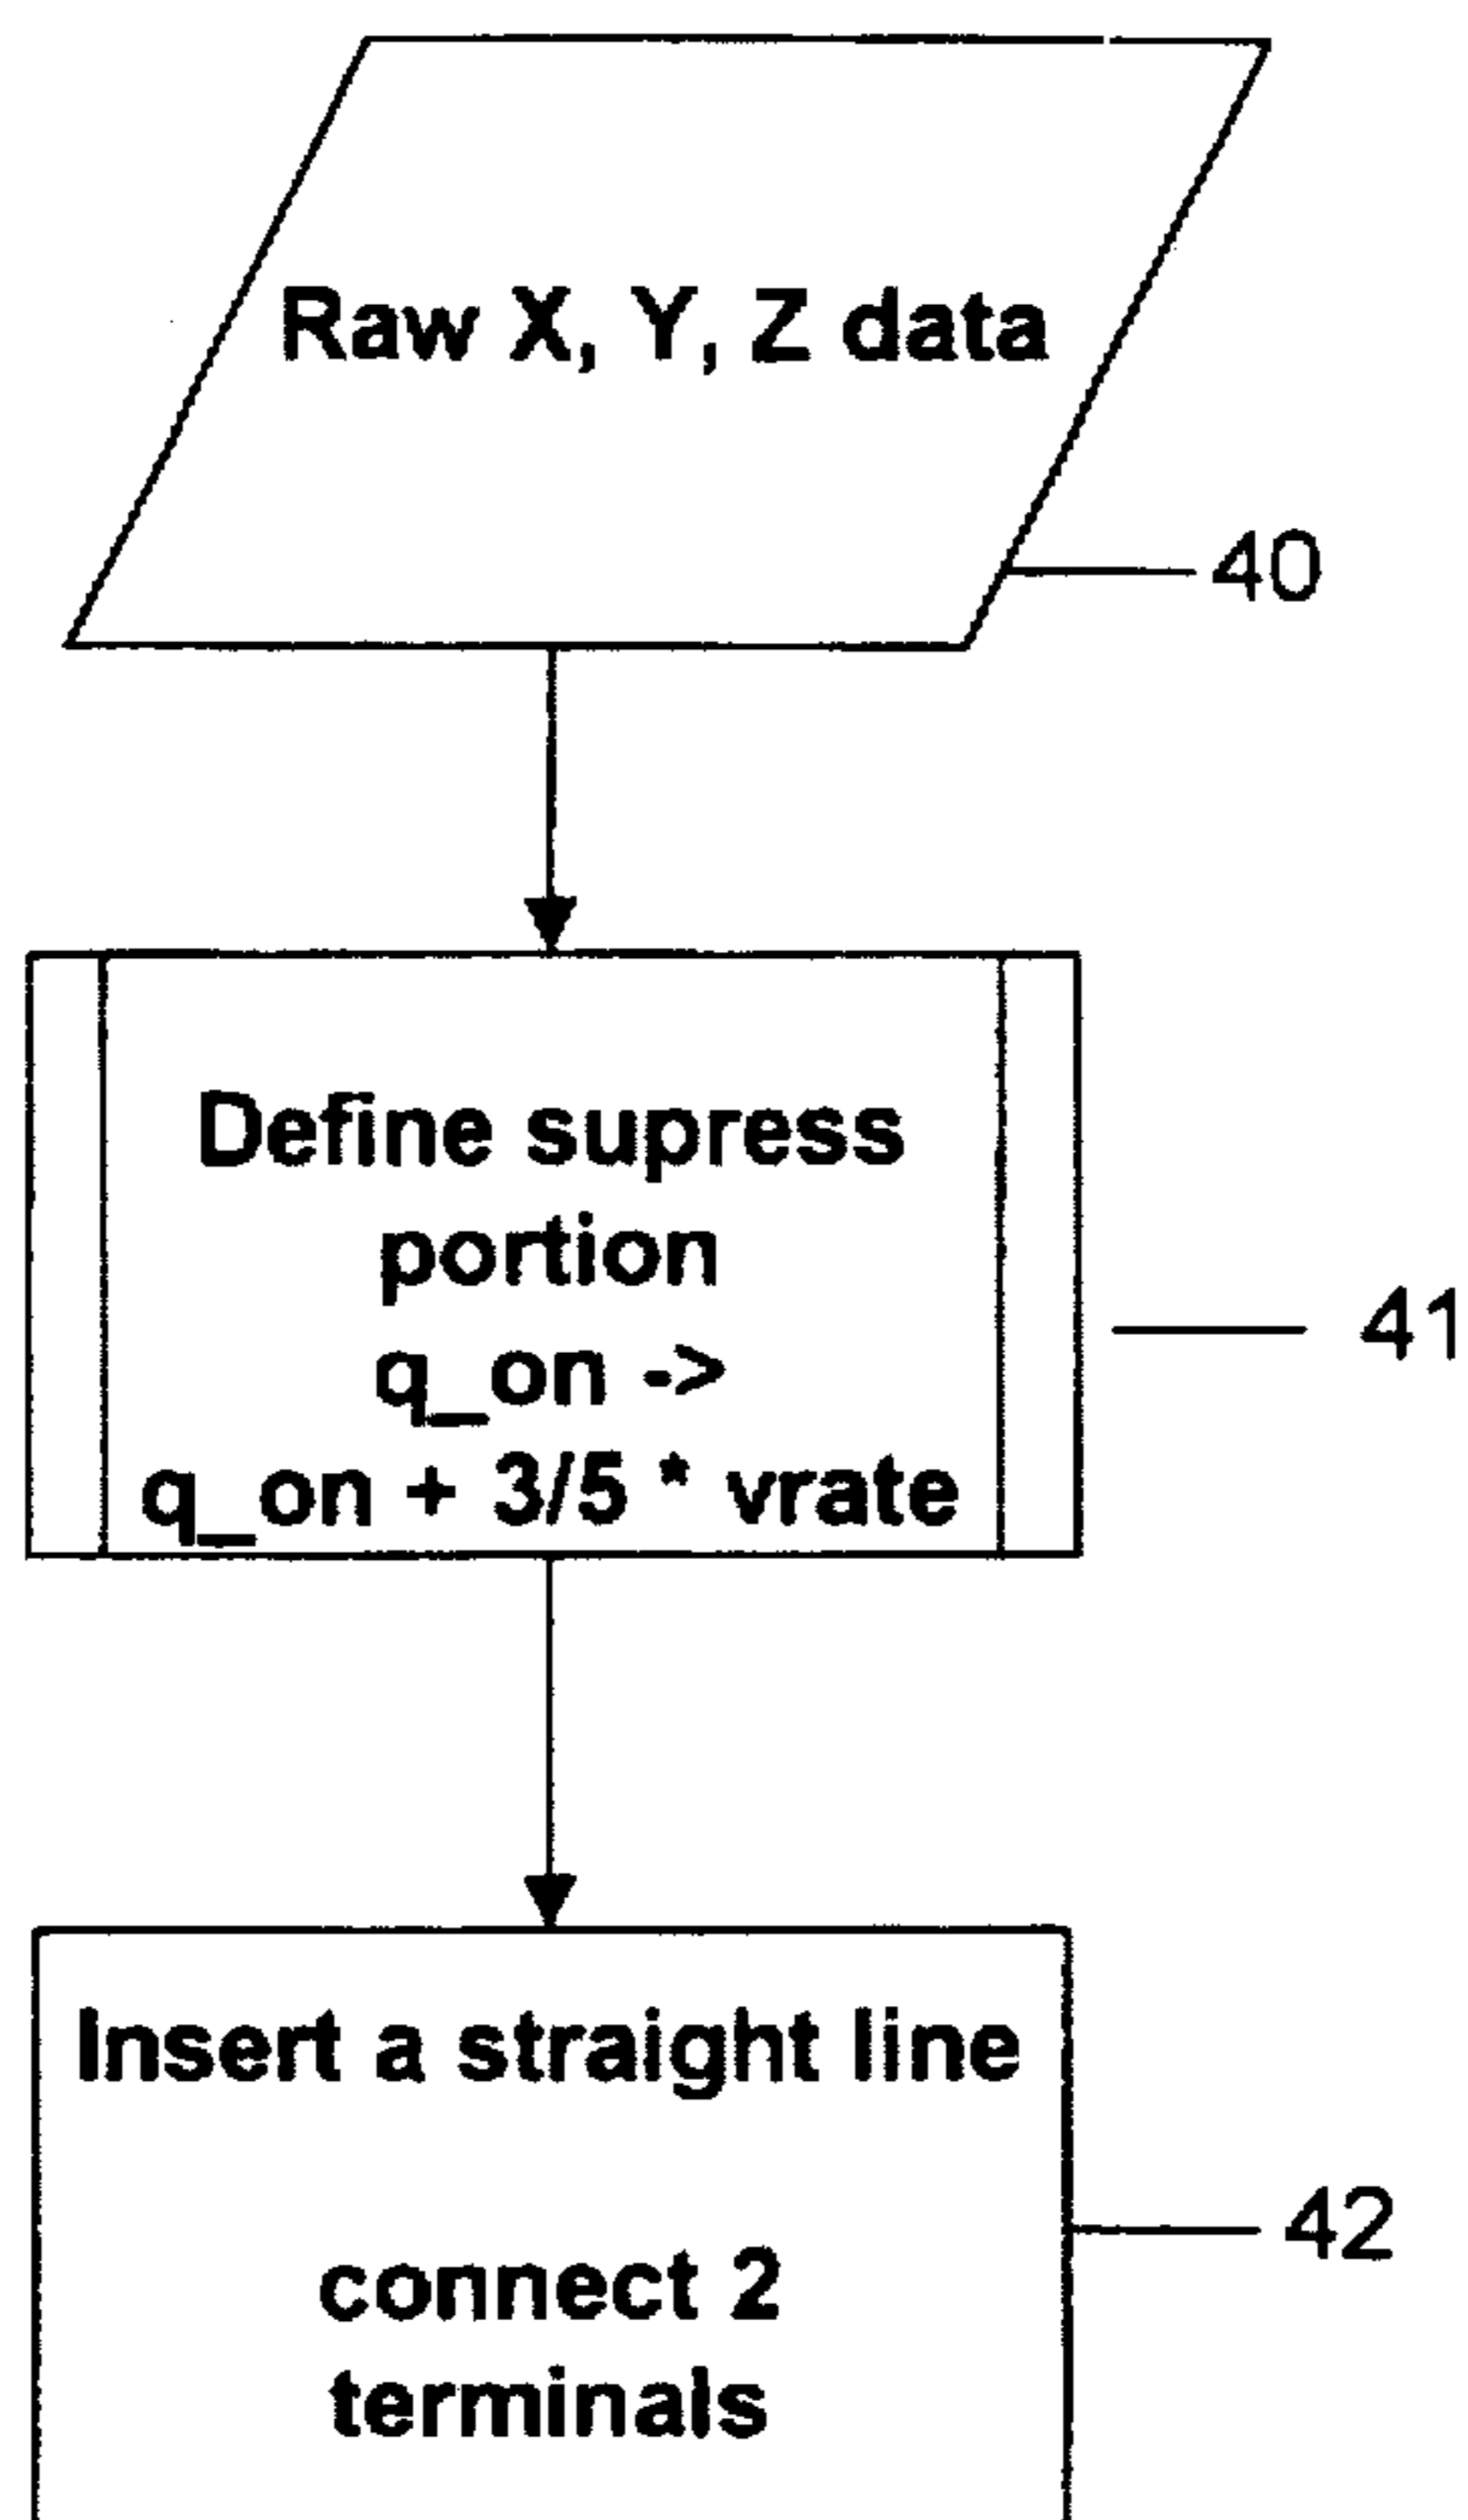 Raw X, Y, Z data
40
Define supress
portion
q_on ->
q_on + 3/5 * vrate
41
Insert a straight line
42
connect 2
terminals